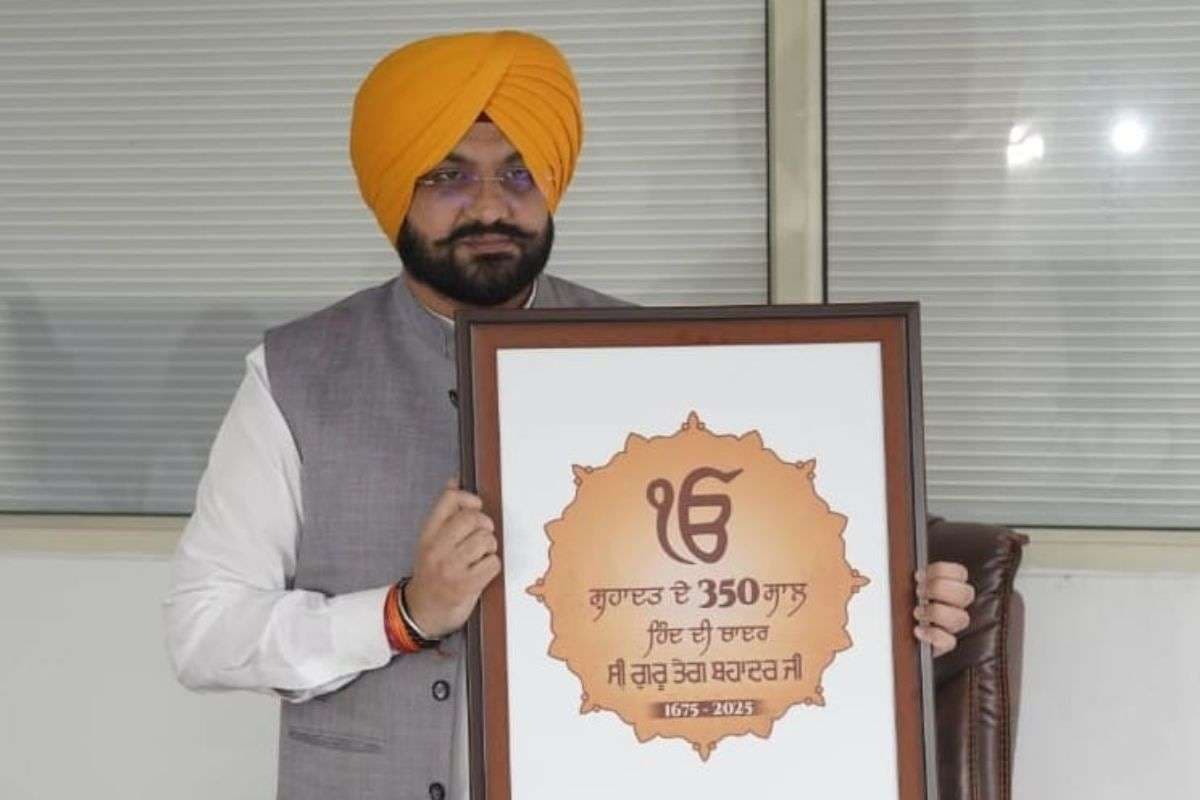 ੴ
ਸ਼ਹਾਦਤ ਦੇ 350 ਸਾਲ
ਹਿੰਦ ਦੀ ਚਾਦਰ
ਸ੍ਰੀ ਗੁਰੂ ਤੇਗ ਬਹਾਦਰ ਜੀ
1675 - 2025